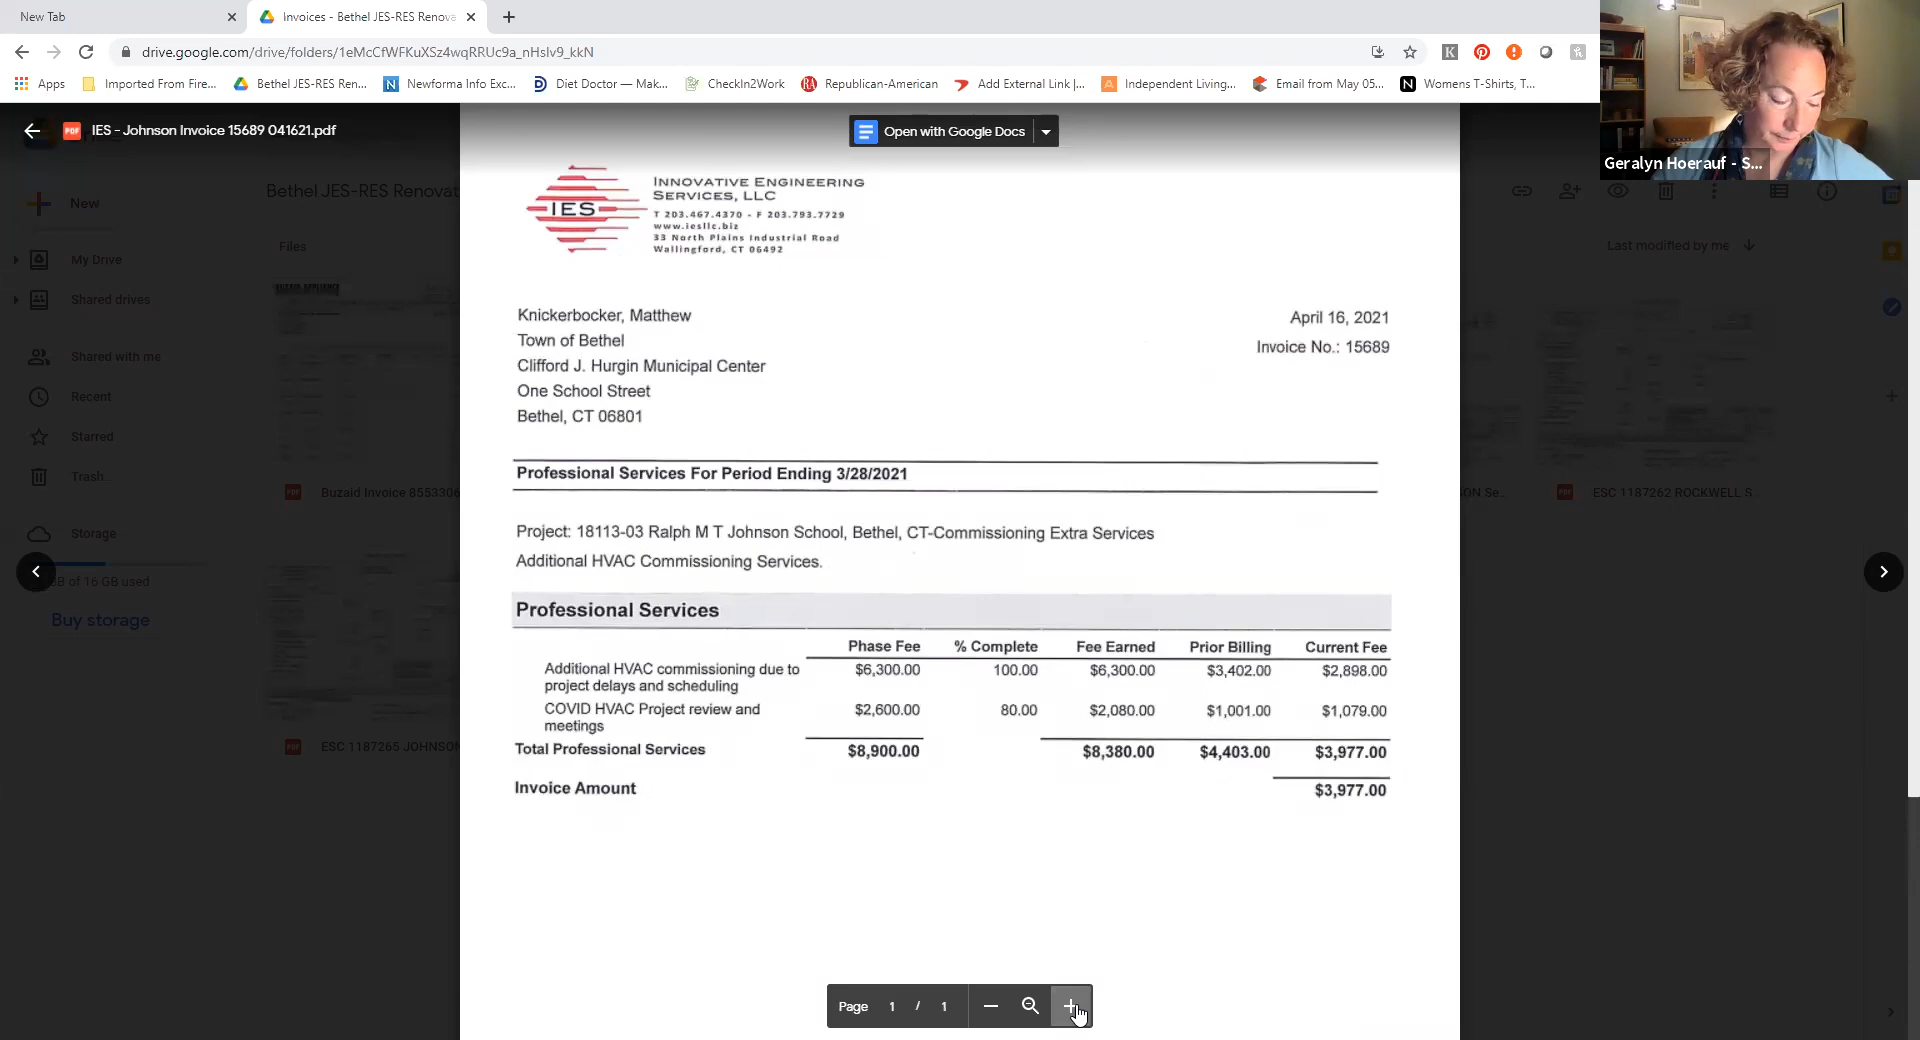 New Tab
Invoices - Bethel JES-RES Renova
drive.google.com/drive/folders/1eMcCfWFKuXSz4wqRRUc9a_nHsIv9_kkN
Apps
Imported From Fire...
Bethel JES-RES Ren...
Newforma Info Exc...
Diet Doctor — Mak...
CheckIn2Work
Republican-American
Add External Link |...
Independent Living...
Email from May 05...
Womens T-Shirts, T...
Geralyn Hoerauf - S...
PDF
IES - Johnson Invoice 15689 041621.pdf
Open with Google Docs
New
Bethel JES-RES Renovat
Files
Last modified by me
My Drive
Shared drives
Shared with me
Recent
Starred
Trash
Storage
GB of 16 GB used
Buy storage
Buzaid Invoice 8553306
ESC 1187265 JOHNSON
SON Se...
ESC 1187262 ROCKWELL S...
IES
INNOVATIVE ENGINEERING
SERVICES, LLC
T 203.467.4370 - F 203.793.7729
www.iesllc.biz
33 North Plains Industrial Road
Wallingford, CT 06492
Knickerbocker, Matthew
Town of Bethel
Clifford J. Hurgin Municipal Center
One School Street
Bethel, CT 06801
April 16, 2021
Invoice No.: 15689
Professional Services For Period Ending 3/28/2021
Project: 18113-03 Ralph M T Johnson School, Bethel, CT-Commissioning Extra Services
Additional HVAC Commissioning Services.
Professional Services
Phase Fee % Complete Fee Earned Prior Billing Current Fee
Additional HVAC commissioning due to project delays and scheduling $6,300.00 100.00 $6,300.00 $3,402.00 $2,898.00
COVID HVAC Project review and meetings $2,600.00 80.00 $2,080.00 $1,001.00 $1,079.00
Total Professional Services $8,900.00 $8,380.00 $4,403.00 $3,977.00
Invoice Amount $3,977.00
Page 1 / 1